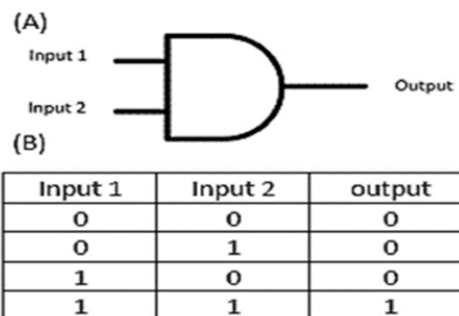 (A)
Input 1
Input 2
Output
(B)
Input 1 Input 2 output
0 0 0
0 1 0
1 0 0
1 1 1